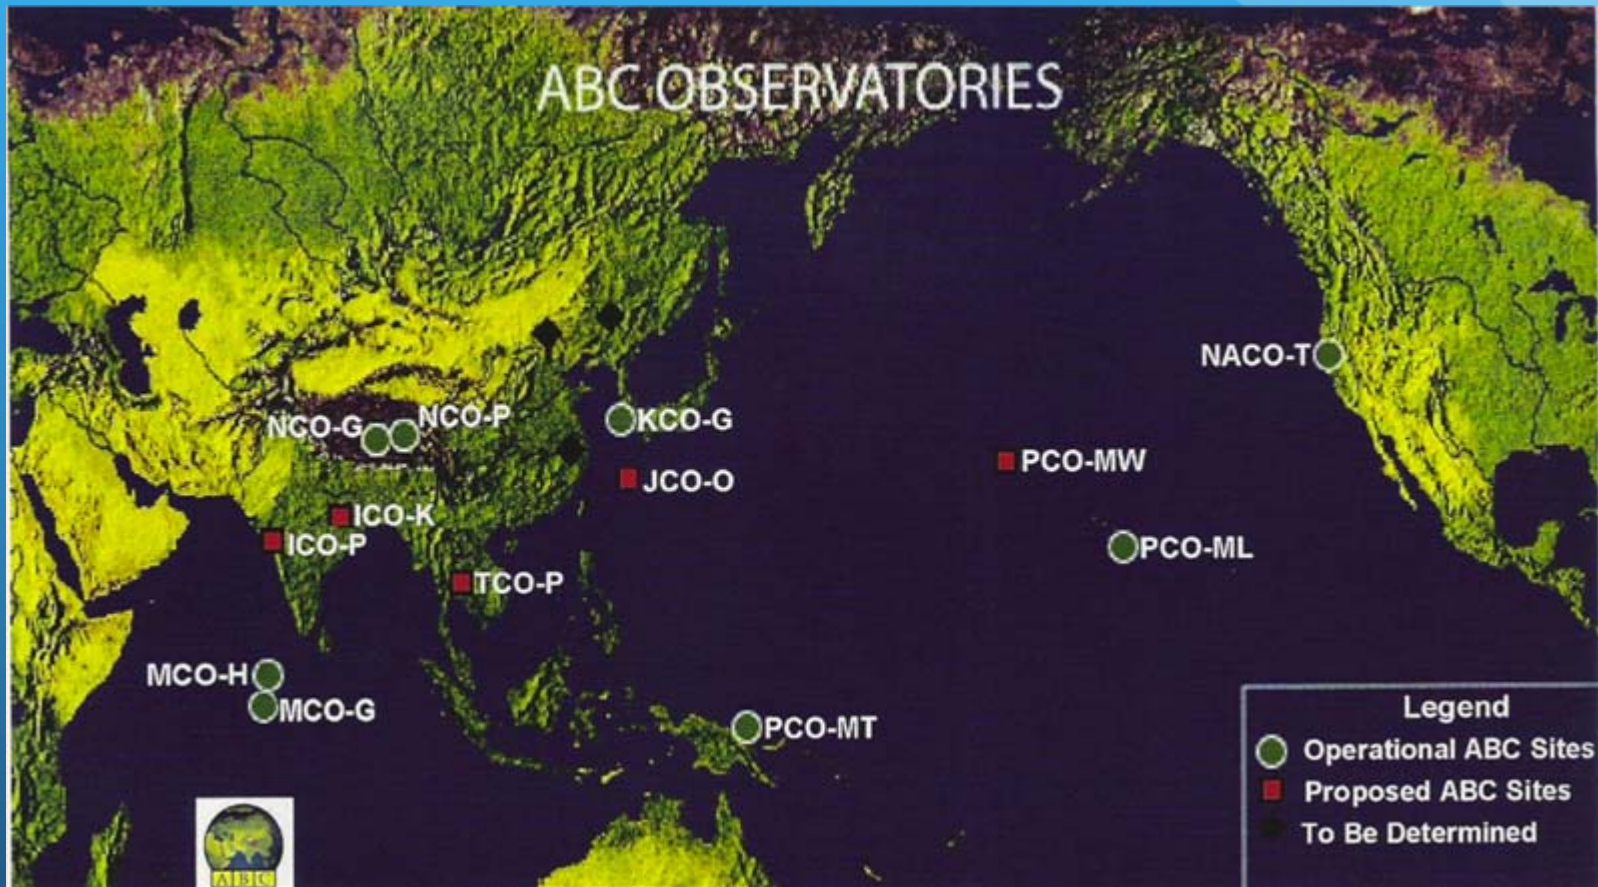 ABC OBSERVATORIES
NACO-T
NCO-G
NCO-P
KCO-G
PCO-MW
JCO-O
ICO-K
ICO-P
PCO-ML
TCO-P
MCO-H
MCO-G
PCO-MT
Legend
Operational ABC Sites
Proposed ABC Sites
To Be Determined
A B C